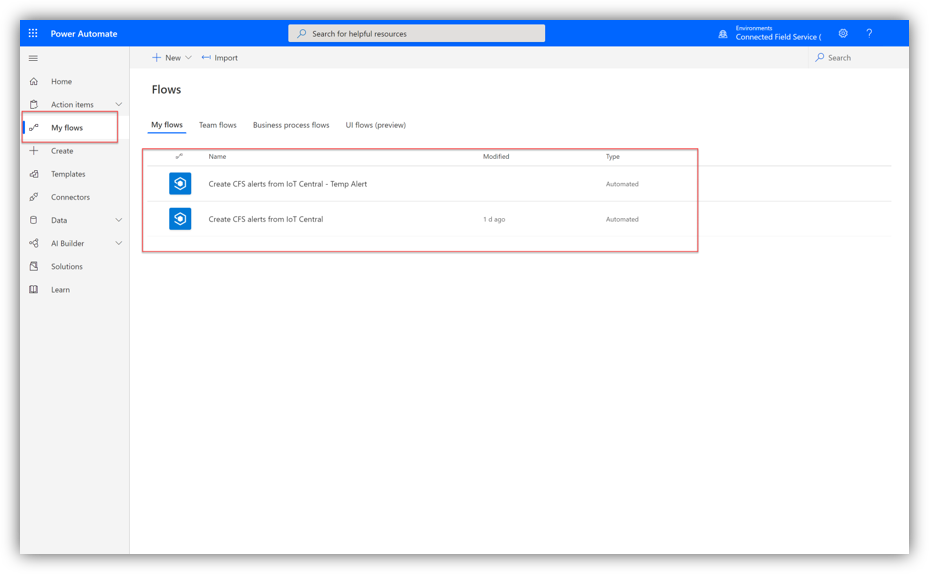 Power Automate
Search for helpful resources
Environments
Connected Field Service (
?
New
Import
Search
Home
Action items
My flows
Create
Templates
Connectors
Data
AI Builder
Solutions
Learn
Flows
My flows Team flows Business process flows UI flows (preview)
Name Modified Type
Create CFS alerts from IoT Central - Temp Alert Automated
Create CFS alerts from IoT Central 1 d ago Automated